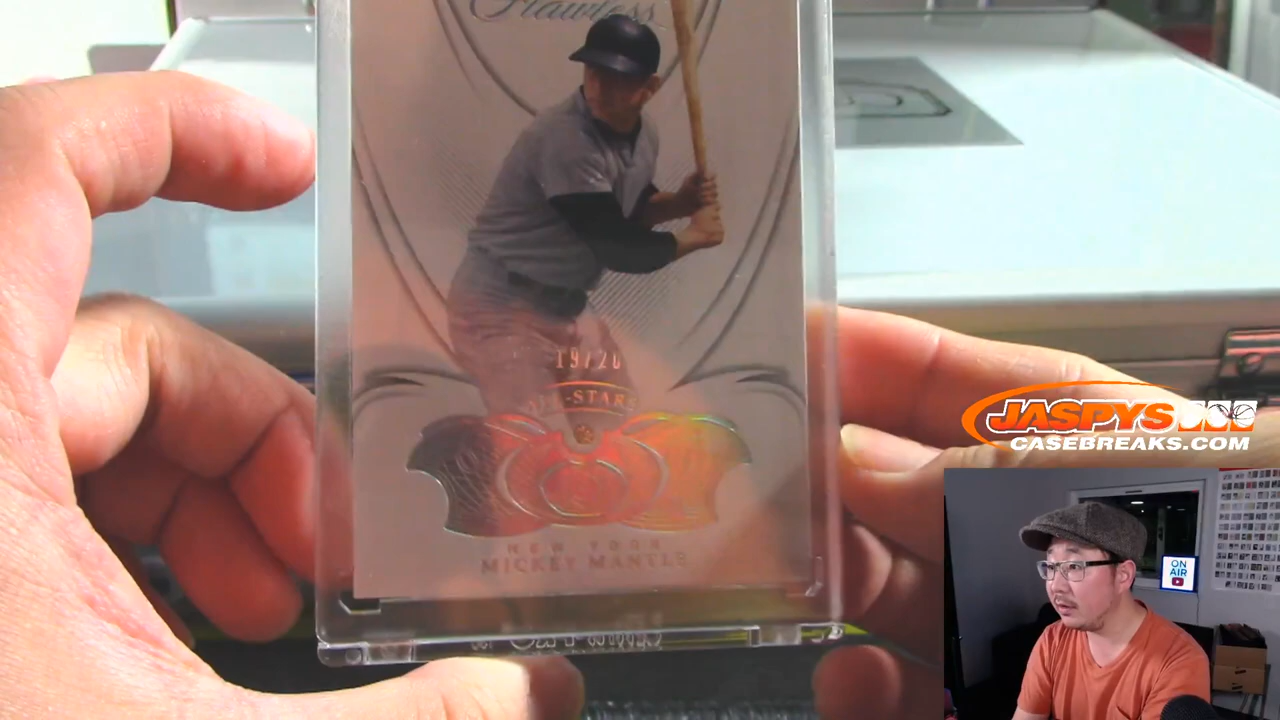 Flawless
19/20
ALL-STARS
NEW YORK
MICKEY MANTLE
JASPYS
CASEBREAKS.COM
ON
AIR